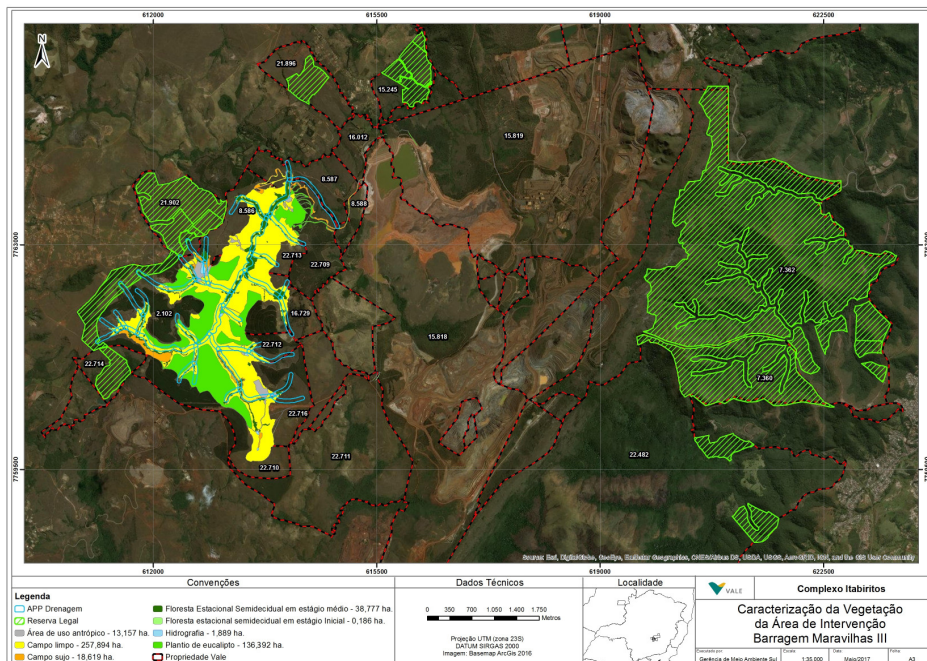 612000 615500 619000 622500
N
21.896
15.245
15.819
16.012
8.587
21.902
8.586
8.588
7763000
7763000
22.713
22.709
7.362
2.102
16.729
15.818
22.712
22.714
7.360
22.716
22.711
22.482
22.710
7759500
7759500
612000 615500 619000 622500
Convenções
Legenda
APP Drenagem
Reserva Legal
Área de uso antrópico - 13,157 ha.
Campo limpo - 257,894 ha.
Campo sujo - 18,619 ha.
Floresta Estacional Semidecidual em estágio médio - 38,777 ha.
Floresta estacional semidecidual em estágio Inicial - 0,186 ha.
Hidrografia - 1,889 ha.
Plantio de eucalipto - 136,392 ha.
Propriedade Vale
Dados Técnicos
0 350 700 1.050 1.400 1.750
Metros
Projeção UTM (zona 23S)
DATUM SIRGAS 2000
Imagem: Basemap ArcGis 2016
Localidade
VALE
Complexo Itabiritos
Caracterização da Vegetação
da Área de Intervenção
Barragem Maravilhas III
Executado por: Escala: Data: Folha:
Gerência de Meio Ambiente Sul 1:35.000 Maio/2017 A3